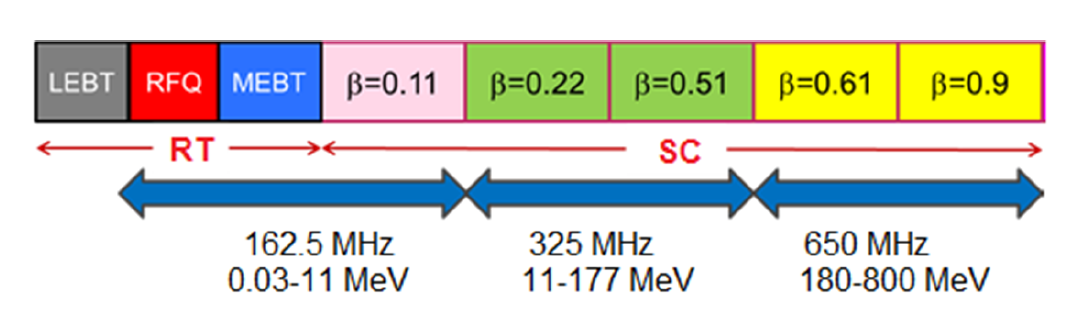 LEBT RFQ MEBT β=0.11 β=0.22 β=0.51 β=0.61 β=0.9
RT SC
162.5 MHz 325 MHz 650 MHz
0.03-11 MeV 11-177 MeV 180-800 MeV